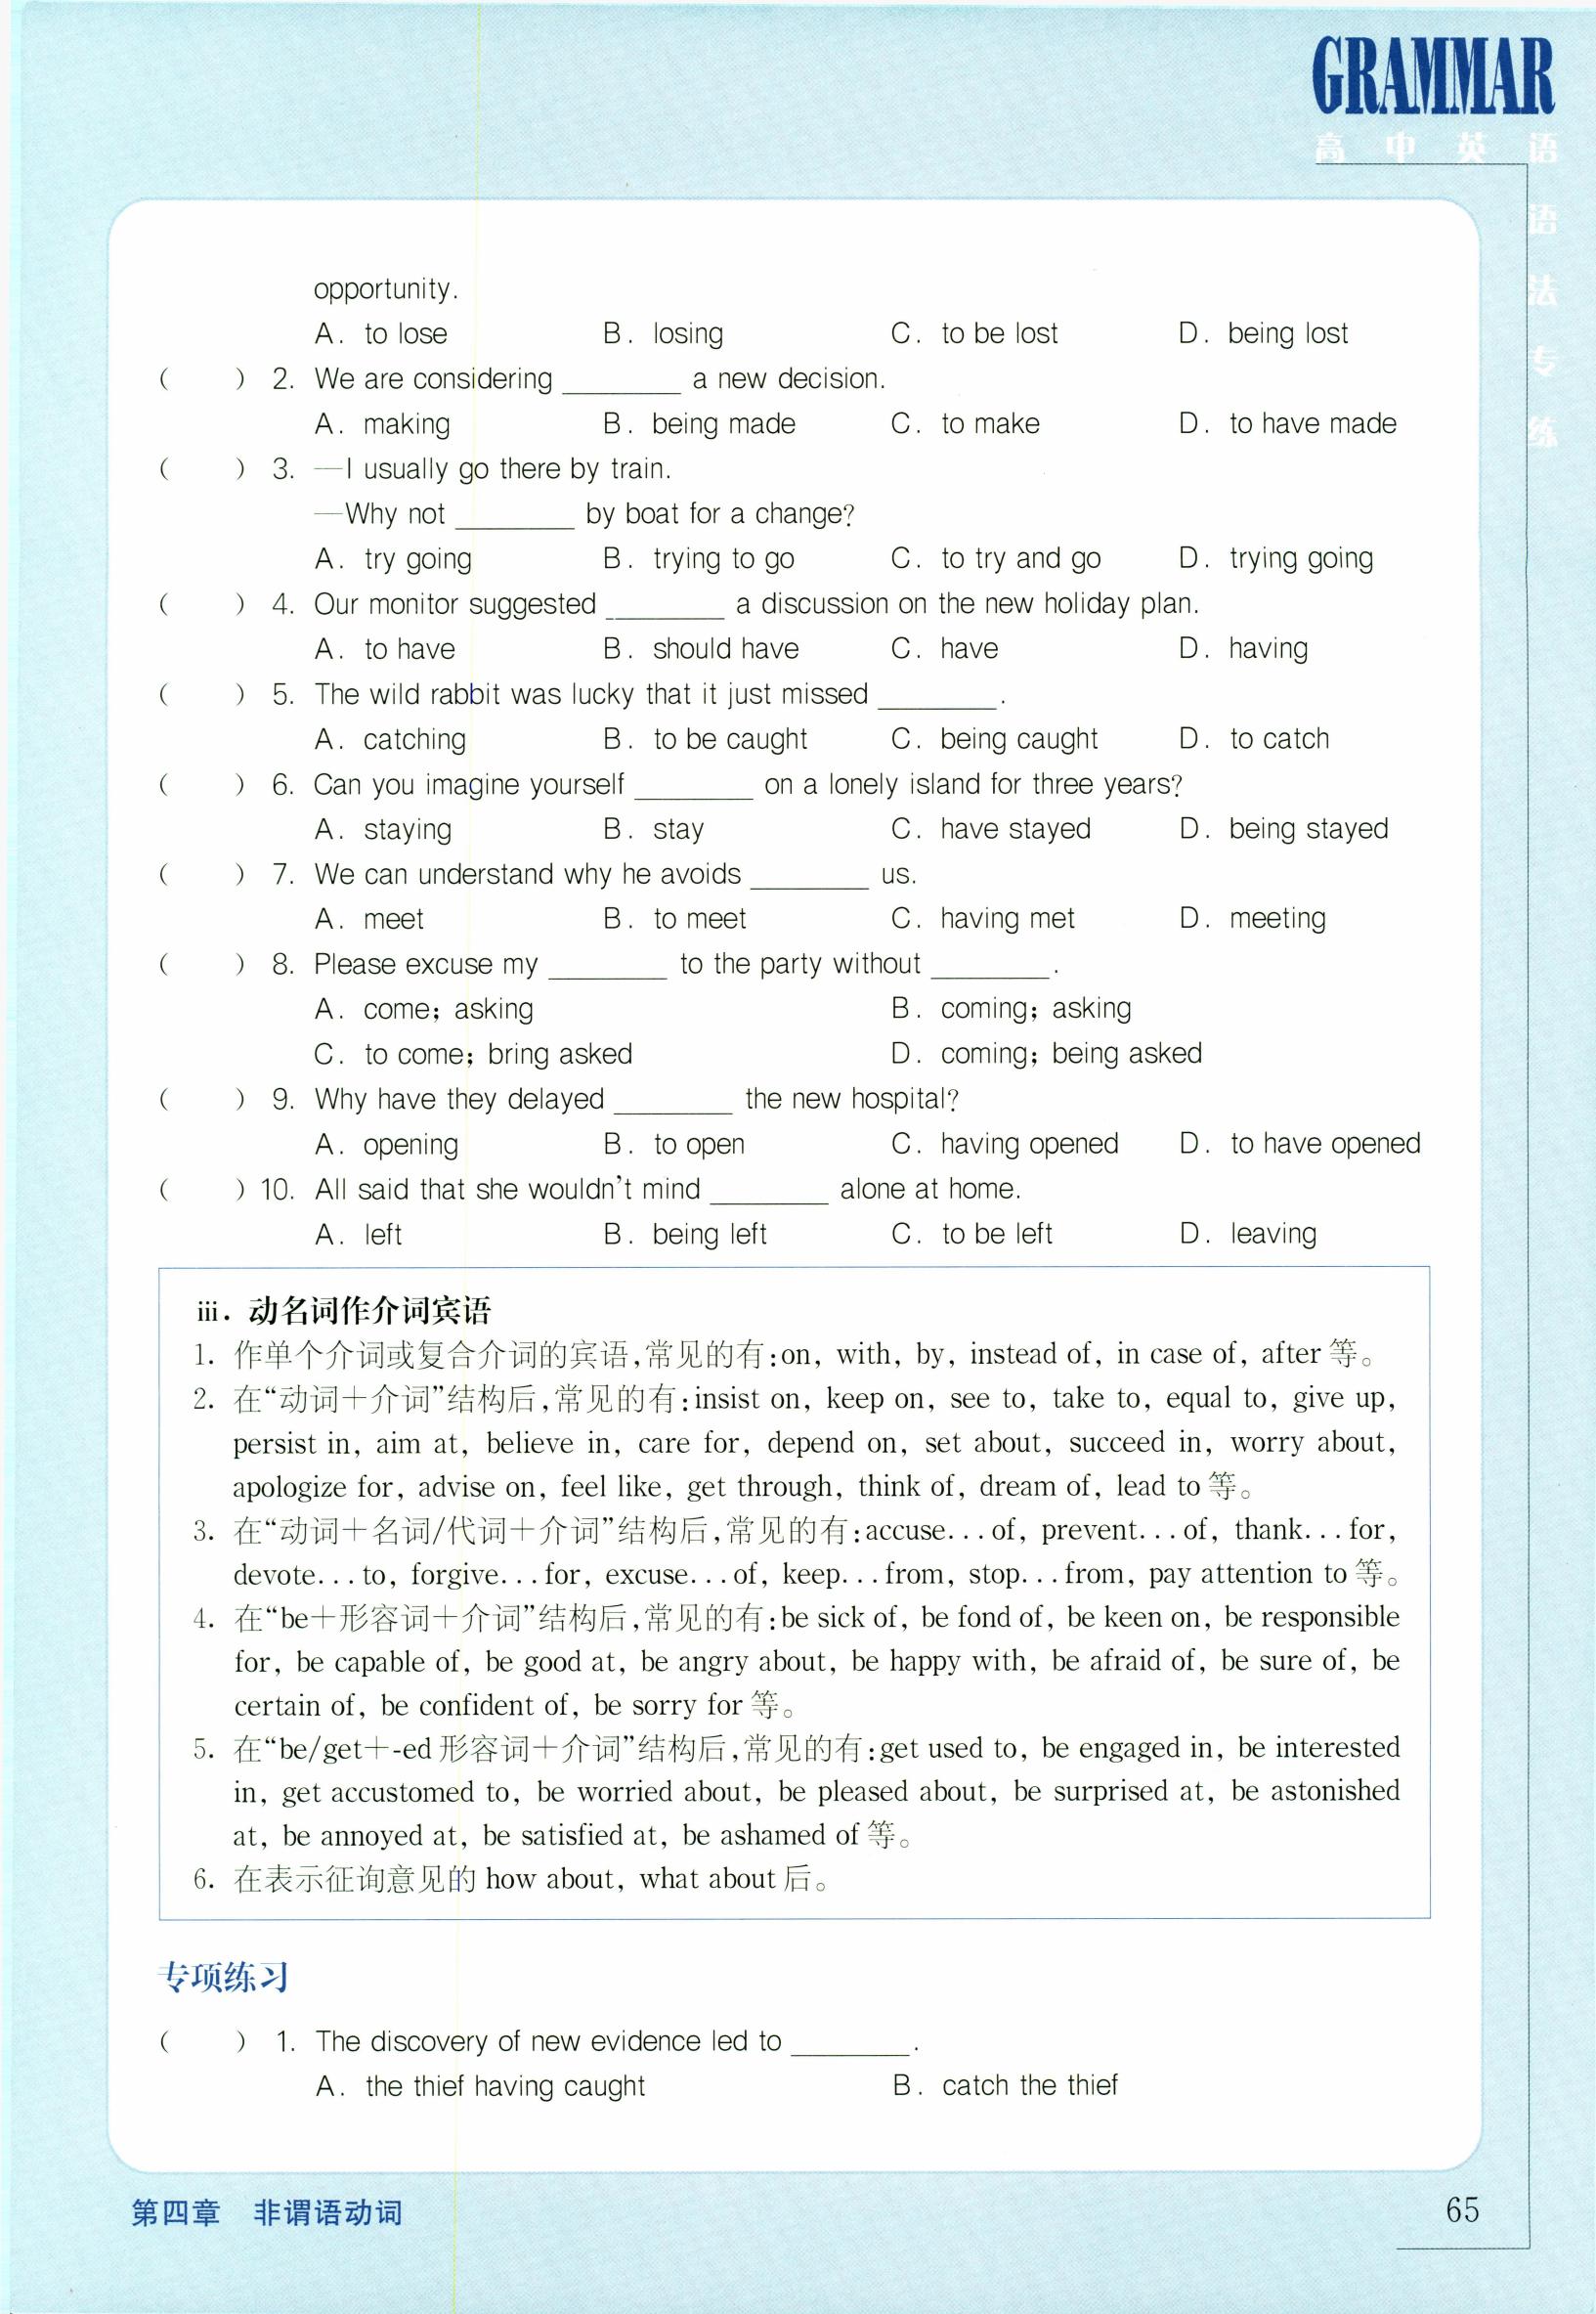 GRAMMAR
高中英语
语法专练
opportunity.
A. to lose B. losing C. to be lost D. being lost
( ) 2. We are considering ________ a new decision.
A. making B. being made C. to make D. to have made
( ) 3. —I usually go there by train.
—Why not ________ by boat for a change?
A. try going B. trying to go C. to try and go D. trying going
( ) 4. Our monitor suggested ________ a discussion on the new holiday plan.
A. to have B. should have C. have D. having
( ) 5. The wild rabbit was lucky that it just missed ________.
A. catching B. to be caught C. being caught D. to catch
( ) 6. Can you imagine yourself ________ on a lonely island for three years?
A. staying B. stay C. have stayed D. being stayed
( ) 7. We can understand why he avoids ________ us.
A. meet B. to meet C. having met D. meeting
( ) 8. Please excuse my ________ to the party without ________.
A. come; asking B. coming; asking
C. to come; bring asked D. coming; being asked
( ) 9. Why have they delayed ________ the new hospital?
A. opening B. to open C. having opened D. to have opened
( ) 10. All said that she wouldn't mind ________ alone at home.
A. left B. being left C. to be left D. leaving
iii. 动名词作介词宾语
1. 作单个介词或复合介词的宾语,常见的有:on, with, by, instead of, in case of, after 等。
2. 在“动词+介词”结构后,常见的有:insist on, keep on, see to, take to, equal to, give up,
persist in, aim at, believe in, care for, depend on, set about, succeed in, worry about,
apologize for, advise on, feel like, get through, think of, dream of, lead to 等。
3. 在“动词+名词/代词+介词”结构后,常见的有:accuse...of, prevent...of, thank...for,
devote...to, forgive...for, excuse...of, keep...from, stop...from, pay attention to 等。
4. 在“be+形容词+介词”结构后,常见的有:be sick of, be fond of, be keen on, be responsible
for, be capable of, be good at, be angry about, be happy with, be afraid of, be sure of, be
certain of, be confident of, be sorry for 等。
5. 在“be/get+-ed 形容词+介词”结构后,常见的有:get used to, be engaged in, be interested
in, get accustomed to, be worried about, be pleased about, be surprised at, be astonished
at, be annoyed at, be satisfied at, be ashamed of 等。
6. 在表示征询意见的 how about, what about 后。
专项练习
( ) 1. The discovery of new evidence led to ________.
A. the thief having caught B. catch the thief
第四章 非谓语动词
65